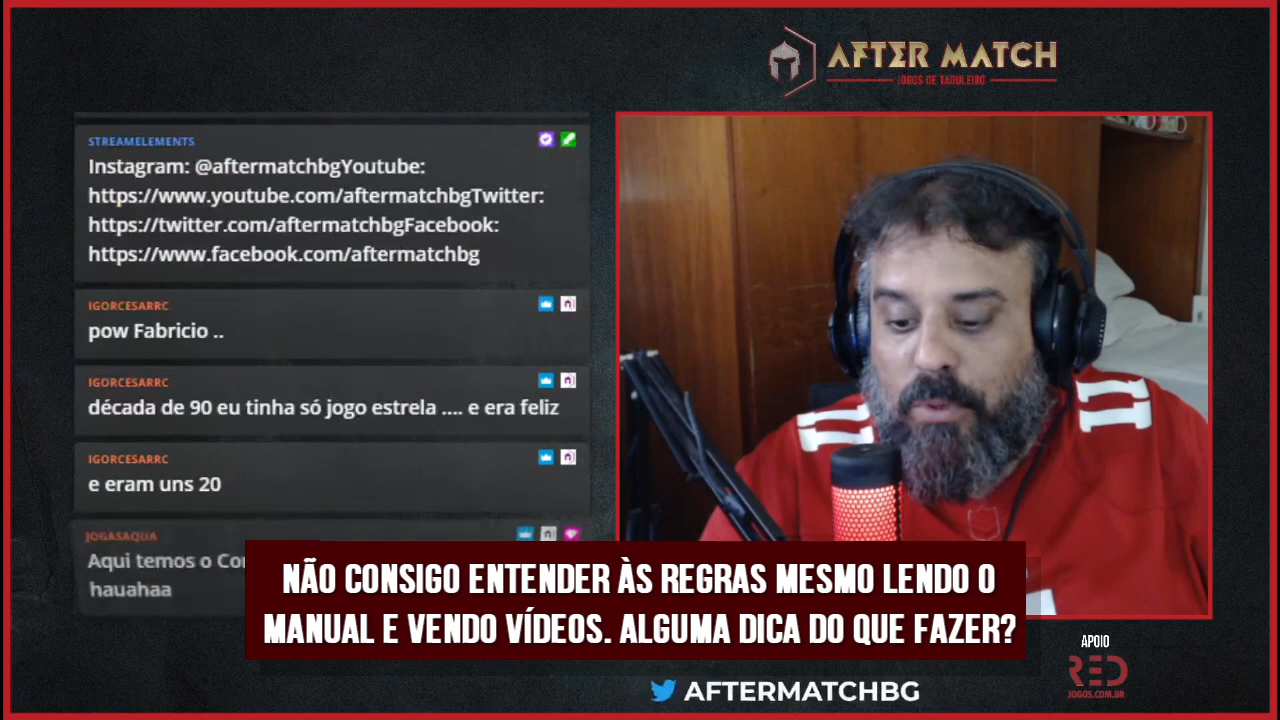 AFTER MATCH
JOGOS DE TABULEIRO
STREAMELEMENTS
Instagram: @aftermatchbgYoutube:
https://www.youtube.com/aftermatchbgTwitter:
https://twitter.com/aftermatchbgFacebook:
https://www.facebook.com/aftermatchbg
IGORCESARRC
pow Fabricio ..
IGORCESARRC
década de 90 eu tinha só jogo estrela .... e era feliz
IGORCESARRC
e eram uns 20
JOGASAQUA
Aqui temos o
hauahaa
11
11
NÃO CONSIGO ENTENDER ÀS REGRAS MESMO LENDO O
MANUAL E VENDO VÍDEOS. ALGUMA DICA DO QUE FAZER?
APOIO
RED
JOGOS.COM.BR
AFTERMATCHBG